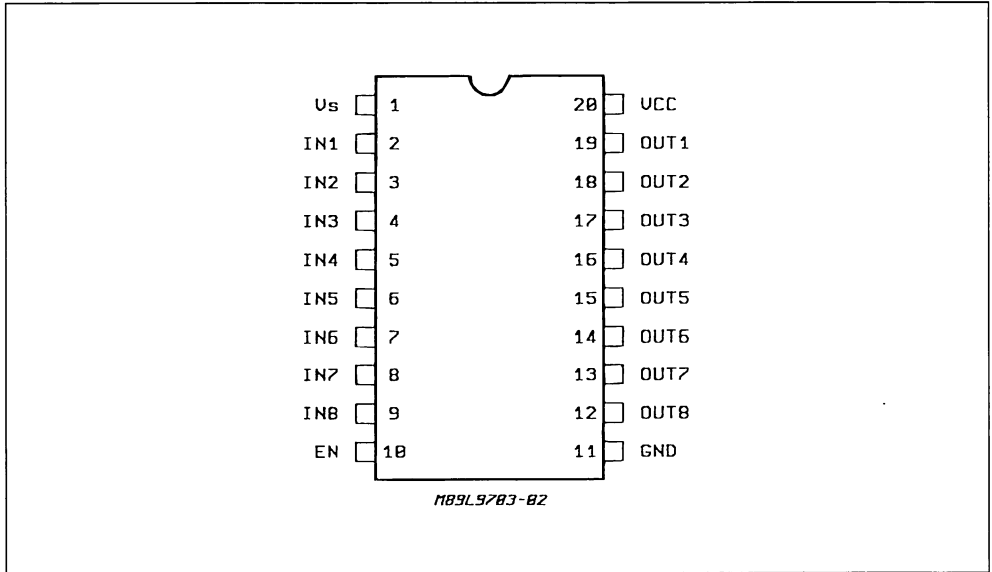 Vs 1 20 VCC
IN1 2 19 OUT1
IN2 3 18 OUT2
IN3 4 17 OUT3
IN4 5 16 OUT4
IN5 6 15 OUT5
IN6 7 14 OUT6
IN7 8 13 OUT7
IN8 9 12 OUT8
EN 10 11 GND
M89L9703-02